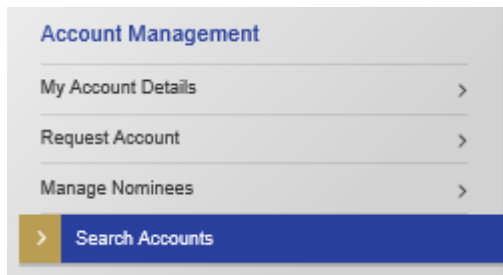 Account Management
My Account Details
Request Account
Manage Nominees
Search Accounts